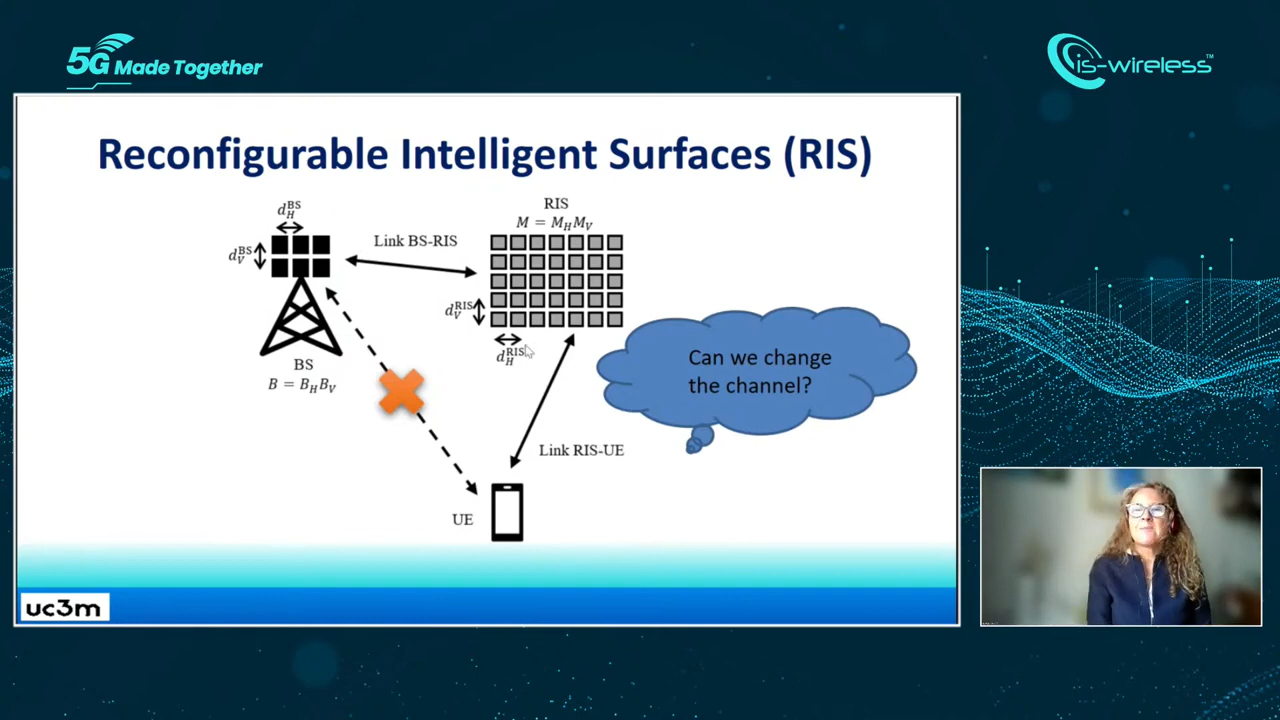 5G Made Together
is-wireless™
Reconfigurable Intelligent Surfaces (RIS)
RIS
M = M_H M_V
d_H^BS
Link BS-RIS
d_V^BS
d_V^RIS
d_H^RIS
Can we change
the channel?
BS
B = B_H B_V
Link RIS-UE
UE
uc3m